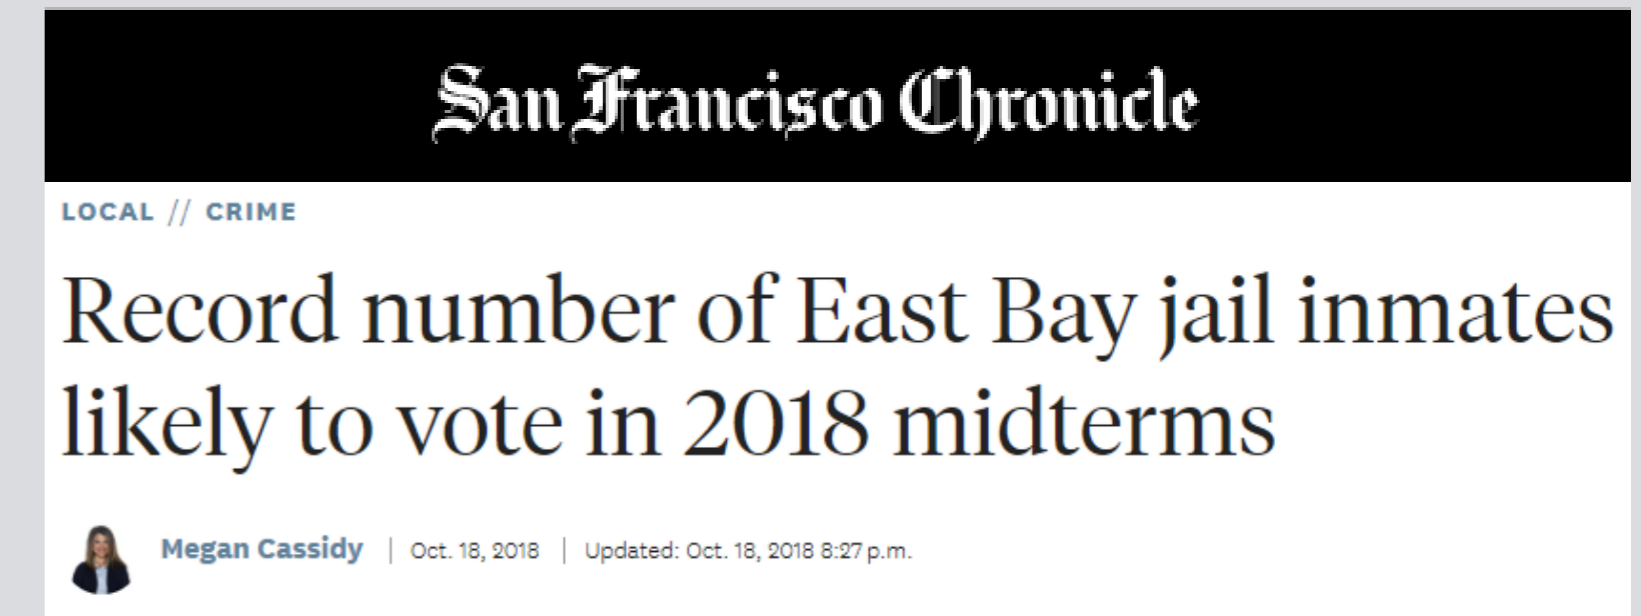 San Francisco Chronicle
LOCAL // CRIME
Record number of East Bay jail inmates
likely to vote in 2018 midterms
Megan Cassidy | Oct. 18, 2018 | Updated: Oct. 18, 2018 8:27 p.m.